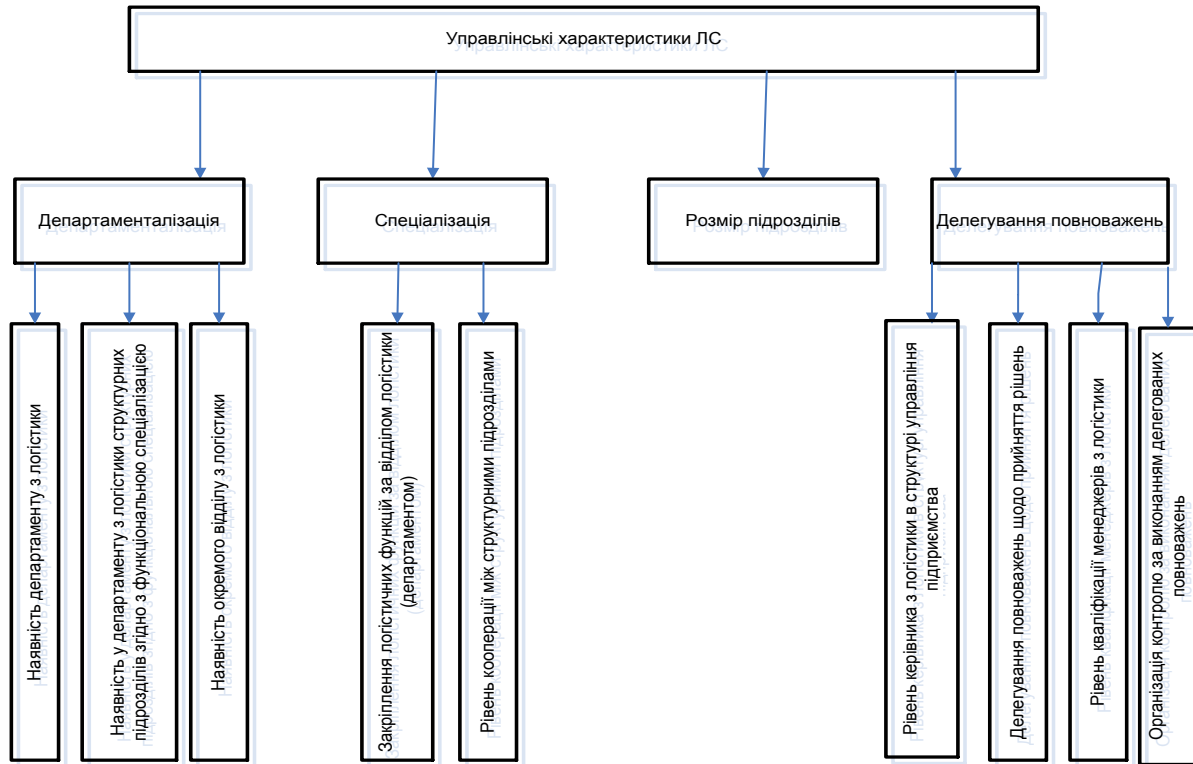 Управлінські характеристики ЛС
Департаменталізація
Спеціалізація
Розмір підрозділів
Делегування повноважень
Наявність департаменту з логістики
Наявність у департаменту з логістики структурних
підрозділів згідно з функціональною спеціалізацією
Наявність окремого відділу з логістики
Закріплення логістичних функцій за відділом логістики
(департаментом)
Рівень кооперації між структурними підрозділами
Рівень керівника з логістики в структурі управління
підприємства
Делегування повноважень щодо прийняття рішень
Рівень кваліфікації менеджерів з логістики
Організація контролю за виконанням делегованих
повноважень